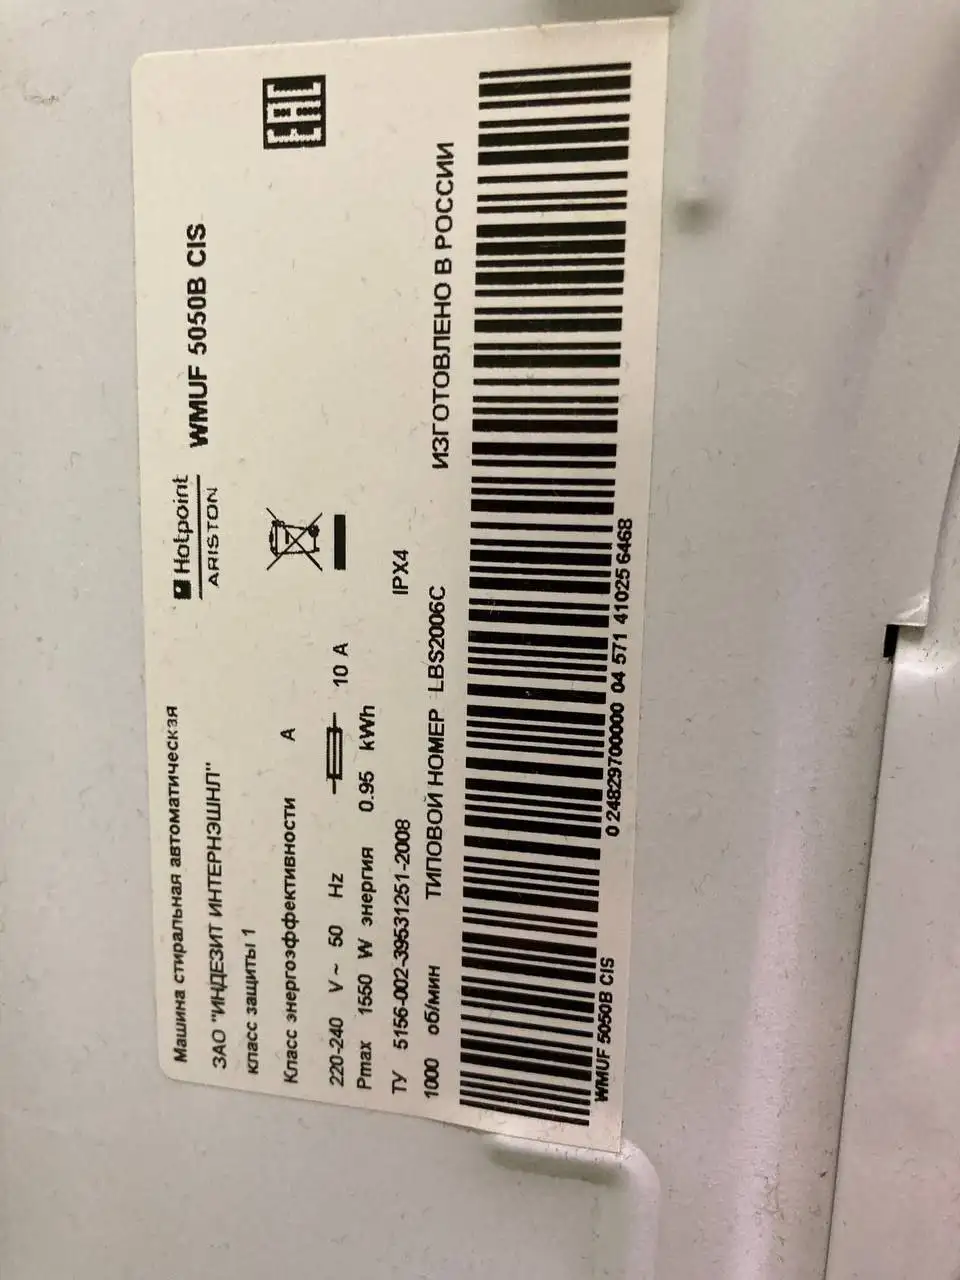 Машина стиральная автоматическая
Hotpoint
ARISTON
WMUF 5050B CIS
EAC
ЗАО "ИНДЕЗИТ ИНТЕРНЭШНЛ"
класс защиты 1
Класс энергоэффективности A
220-240 V~ 50 Hz 10 A
Pmax 1550 W энергия 0.95 kWh
ТУ 5156-002-39531251-2008 IPX4
1000 об/мин ТИПОВОЙ НОМЕР LBS2006C ИЗГОТОВЛЕНО В РОССИИ
WMUF 5050B CIS 0 24829700000 04 571 41025 6468